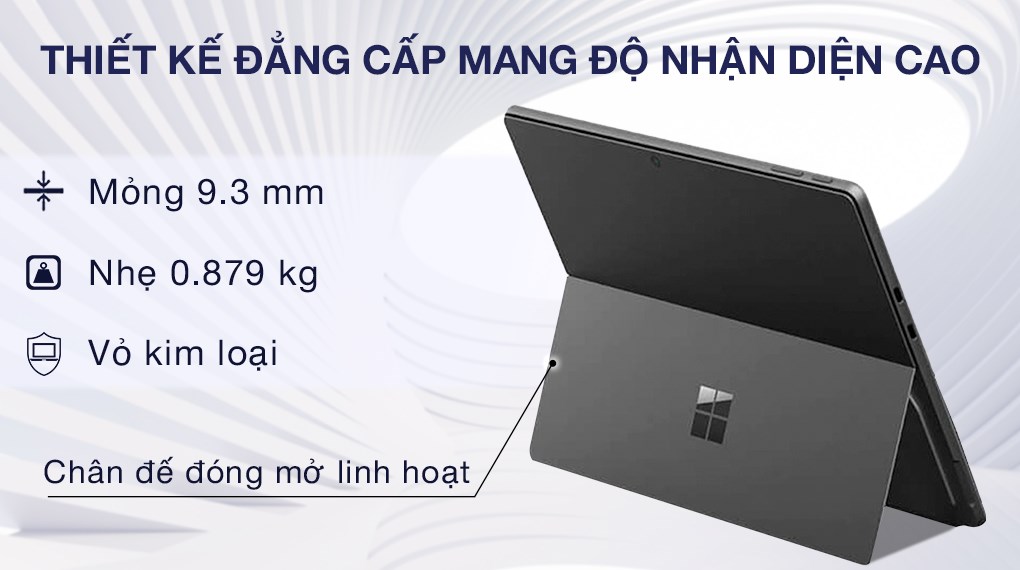 THIẾT KẾ ĐẲNG CẤP MANG ĐỘ NHẬN DIỆN CAO
Mỏng 9.3 mm
Nhẹ 0.879 kg
Vỏ kim loại
Chân đế đóng mở linh hoạt